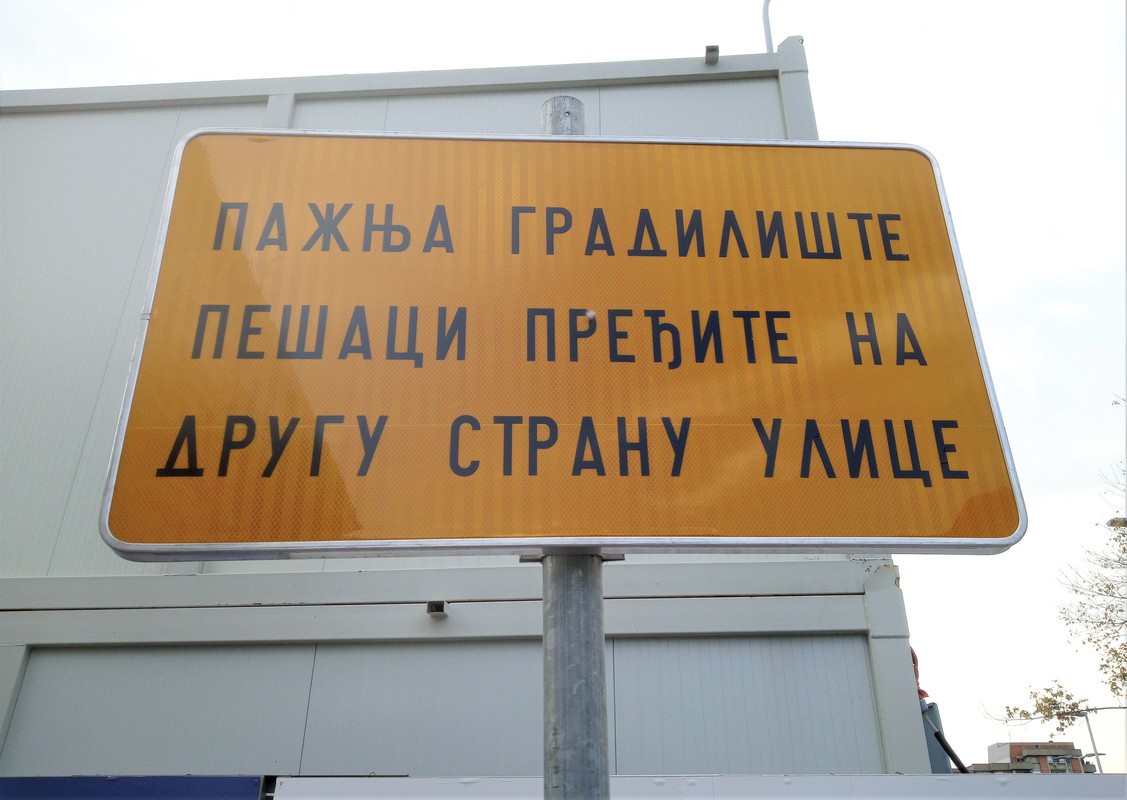 ПАЖЊА ГРАДИЛИШТЕ
ПЕШАЦИ ПРЕЂИТЕ НА
ДРУГУ СТРАНУ УЛИЦЕ